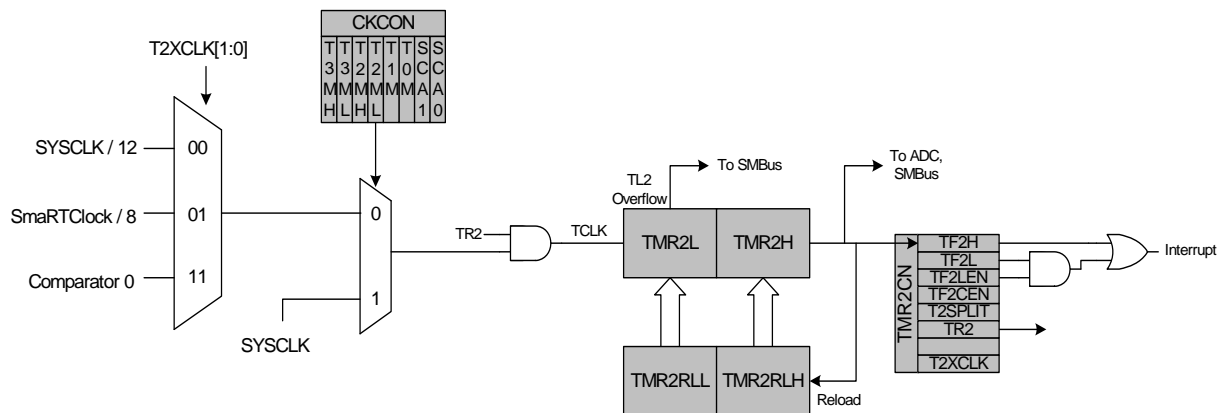 CKCON
T3MH
T3ML
T2MH
T2ML
T1M
T0M
SCA1
SCA0
T2XCLK[1:0]
SYSCLK / 12
00
SmaRTClock / 8
01
Comparator 0
11
0
1
SYSCLK
TR2
TCLK
TL2
Overflow
To SMBus
To ADC,
SMBus
TMR2L
TMR2H
TMR2RLL
TMR2RLH
Reload
TMR2CN
TF2H
TF2L
TF2LEN
TF2CEN
T2SPLIT
TR2
T2XCLK
Interrupt